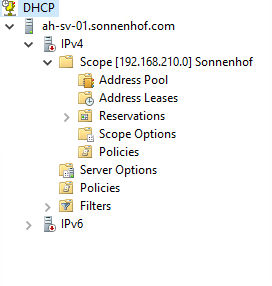 DHCP
ah-sv-01.sonnenhof.com
IPv4
Scope [192.168.210.0] Sonnenhof
Address Pool
Address Leases
Reservations
Scope Options
Policies
Server Options
Policies
Filters
IPv6